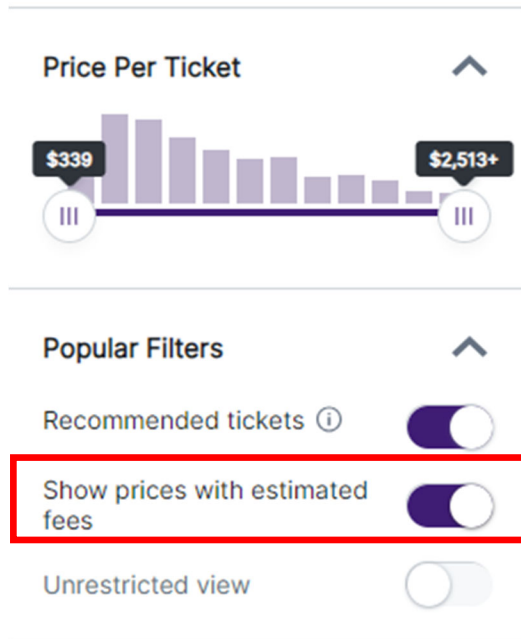 Price Per Ticket
$339
$2,513+
Popular Filters
Recommended tickets
Show prices with estimated
fees
Unrestricted view